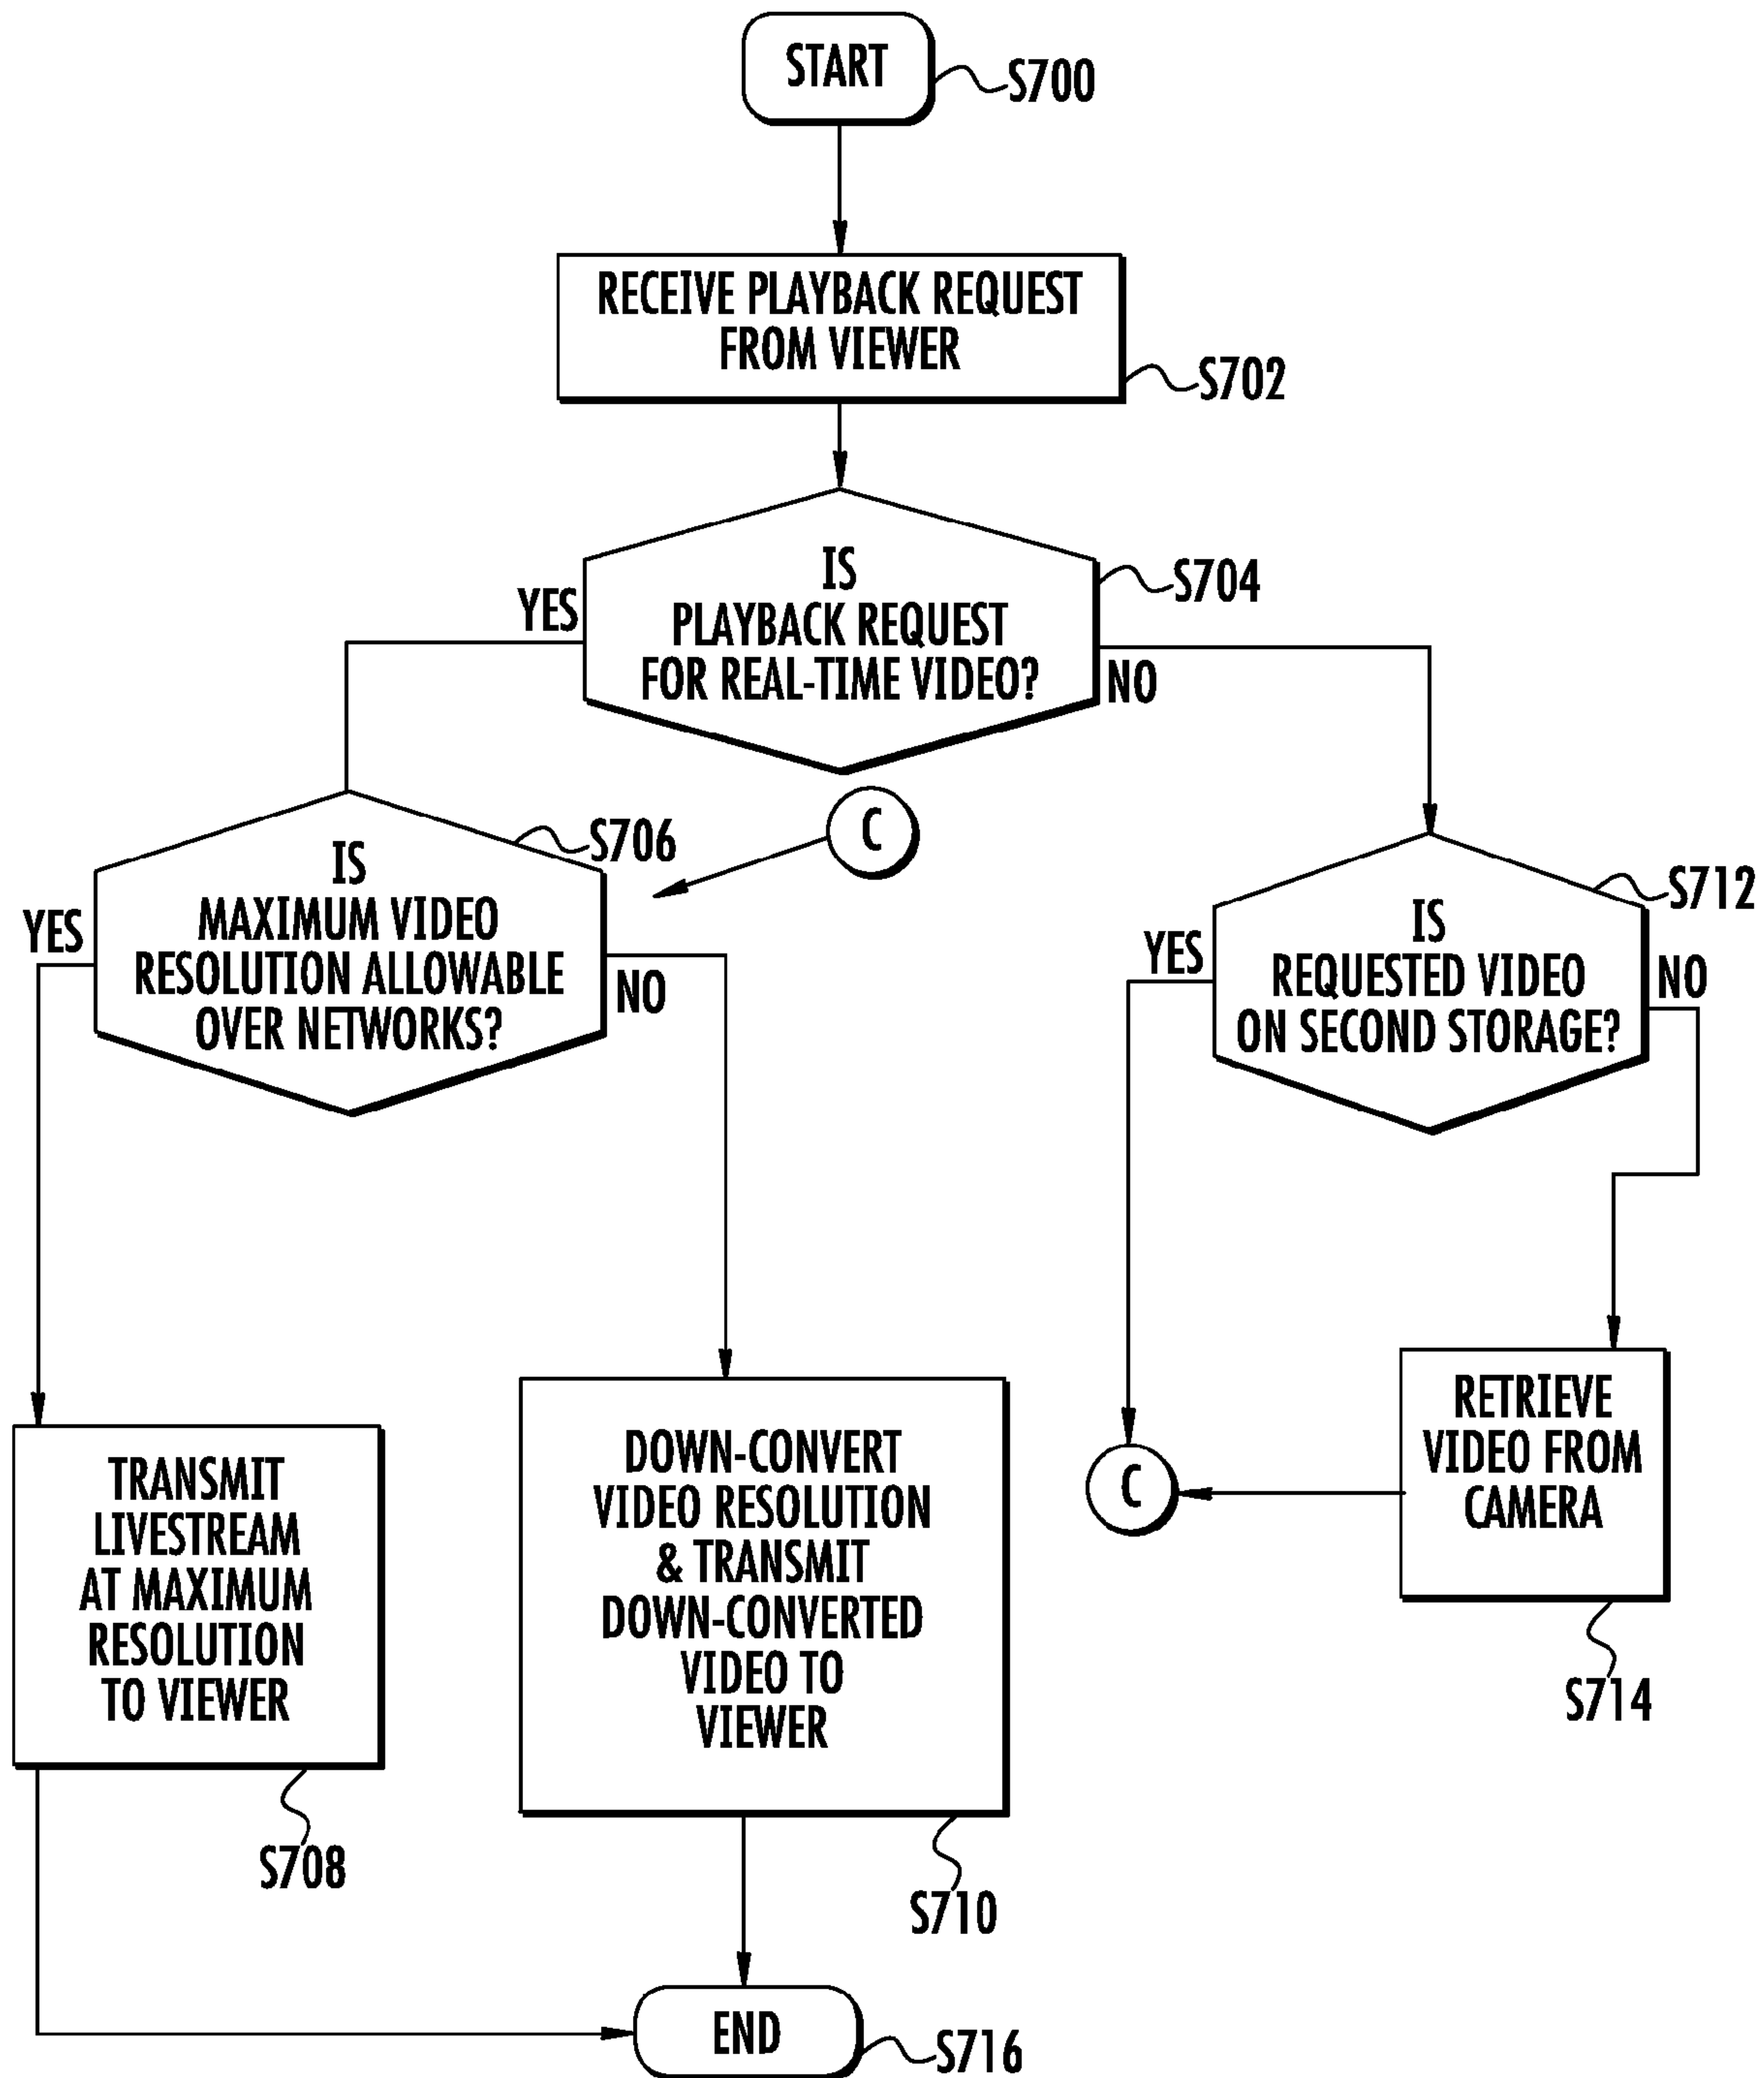 START
S700
RECEIVE PLAYBACK REQUEST
FROM VIEWER
S702
IS
PLAYBACK REQUEST
FOR REAL-TIME VIDEO?
S704
YES
NO
C
IS
MAXIMUM VIDEO
RESOLUTION ALLOWABLE
OVER NETWORKS?
S706
YES
NO
IS
REQUESTED VIDEO
ON SECOND STORAGE?
S712
YES
NO
TRANSMIT
LIVESTREAM
AT MAXIMUM
RESOLUTION
TO VIEWER
S708
DOWN-CONVERT
VIDEO RESOLUTION
& TRANSMIT
DOWN-CONVERTED
VIDEO TO
VIEWER
S710
C
RETRIEVE
VIDEO FROM
CAMERA
S714
END
S716